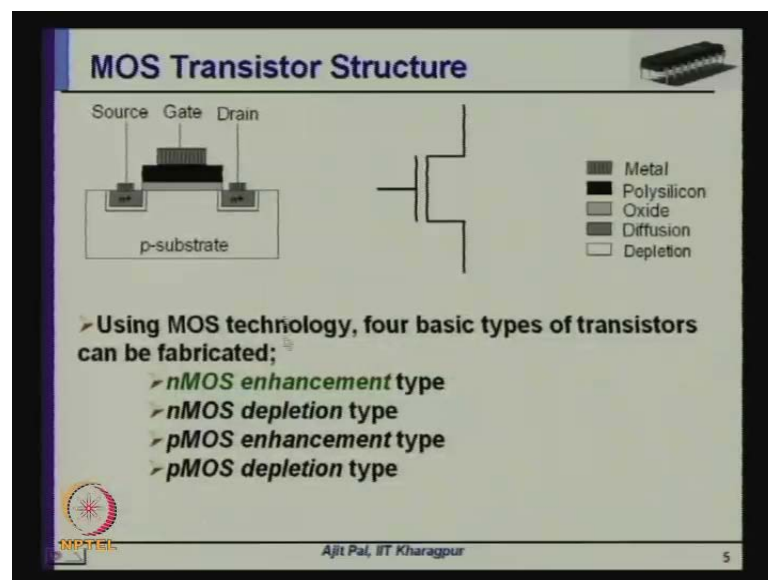 MOS Transistor Structure
Source Gate Drain
n+ n+
p-substrate
Metal
Polysilicon
Oxide
Diffusion
Depletion
➢Using MOS technology, four basic types of transistors
can be fabricated;
➢nMOS enhancement type
➢nMOS depletion type
➢pMOS enhancement type
➢pMOS depletion type
NPTEL
Ajit Pal, IIT Kharagpur
5